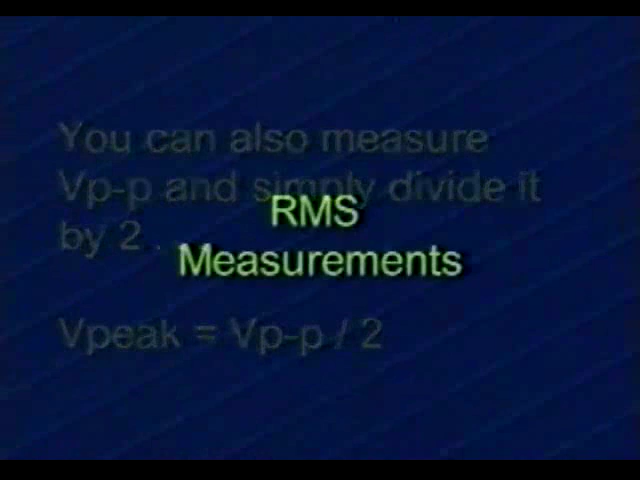 You can also measure
Vp-p and simply divide it
by 2 . . .
RMS
Measurements
Vpeak = Vp-p / 2